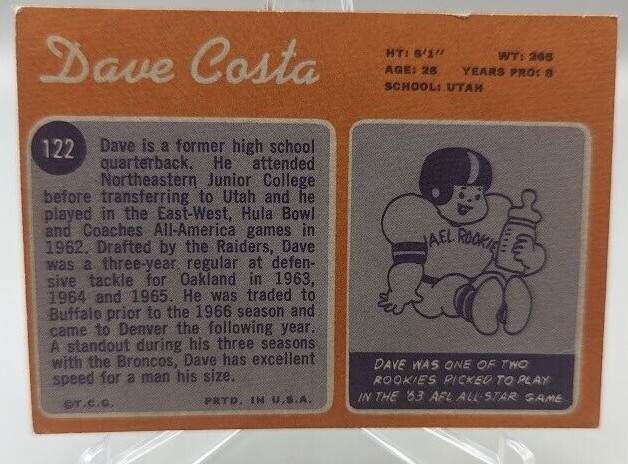 Dave Costa
HT: 6'1" WT: 265
AGE: 28 YEARS PRO: 8
SCHOOL: UTAH
122
Dave is a former high school
quarterback. He attended
Northeastern Junior College
before transferring to Utah and he
played in the East-West, Hula Bowl
and Coaches All-America games in
1962. Drafted by the Raiders, Dave
was a three-year regular at defen-
sive tackle for Oakland in 1963,
1964 and 1965. He was traded to
Buffalo prior to the 1966 season and
came to Denver the following year.
A standout during his three seasons
with the Broncos, Dave has excellent
speed for a man his size.
©T.C.G. PRTD. IN U.S.A.
A.F.L ROOKIE
DAVE WAS ONE OF TWO
ROOKIES PICKED TO PLAY
IN THE '63 AFL ALL-STAR GAME